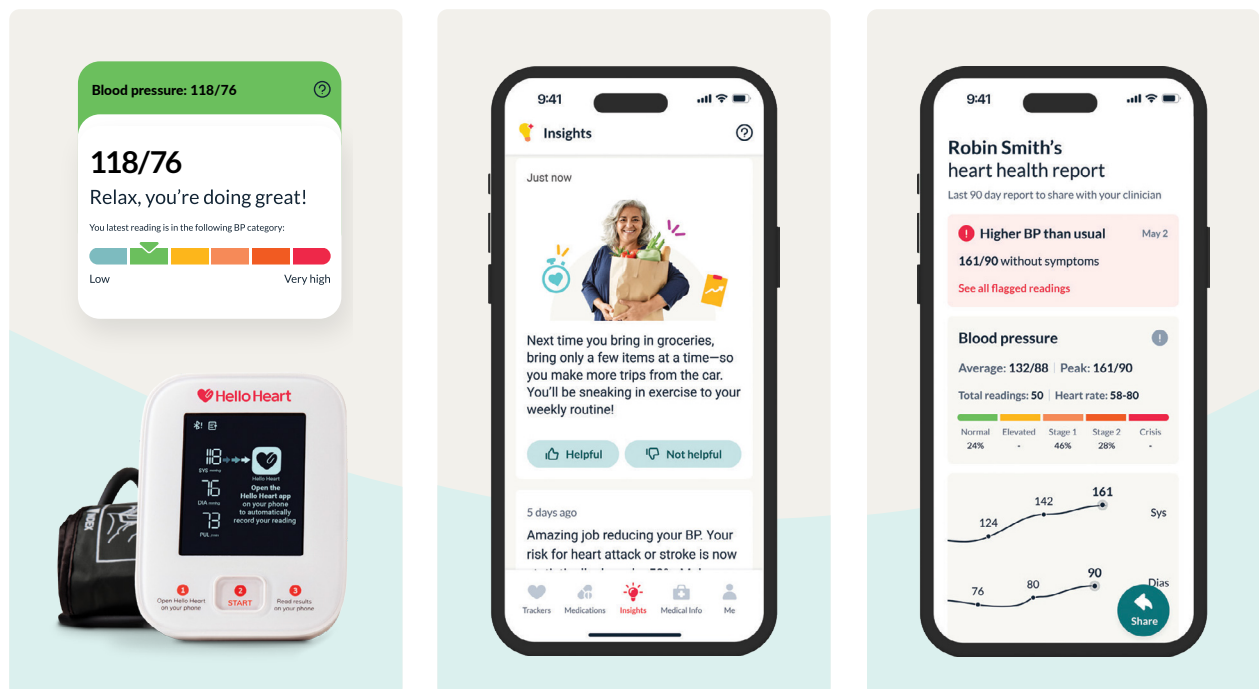 Blood pressure: 118/76
118/76
Relax, you're doing great!
You latest reading is in the following BP category:
Low Very high
Hello Heart
118
SYS mmHg
Hello Heart
Open the
Hello Heart app
on your phone
to automatically
record your reading
76
DIA mmHg
73
PUL
INDEX
1 2 3
Open Hello Heart
on your phone
START
Read results
on your phone
9:41
Insights
Just now
Next time you bring in groceries,
bring only a few items at a time—so
you make more trips from the car.
You'll be sneaking in exercise to your
weekly routine!
Helpful Not helpful
5 days ago
Amazing job reducing your BP. Your
risk for heart attack or stroke is now
Trackers Medications Insights Medical Info Me
9:41
Robin Smith's
heart health report
Last 90 day report to share with your clinician
Higher BP than usual May 2
161/90 without symptoms
See all flagged readings
Blood pressure
Average: 132/88 | Peak: 161/90
Total readings: 50 | Heart rate: 58-80
Normal Elevated Stage 1 Stage 2 Crisis
24% - 46% 28% -
124 142 161 Sys
76 80 90 Dias
Share